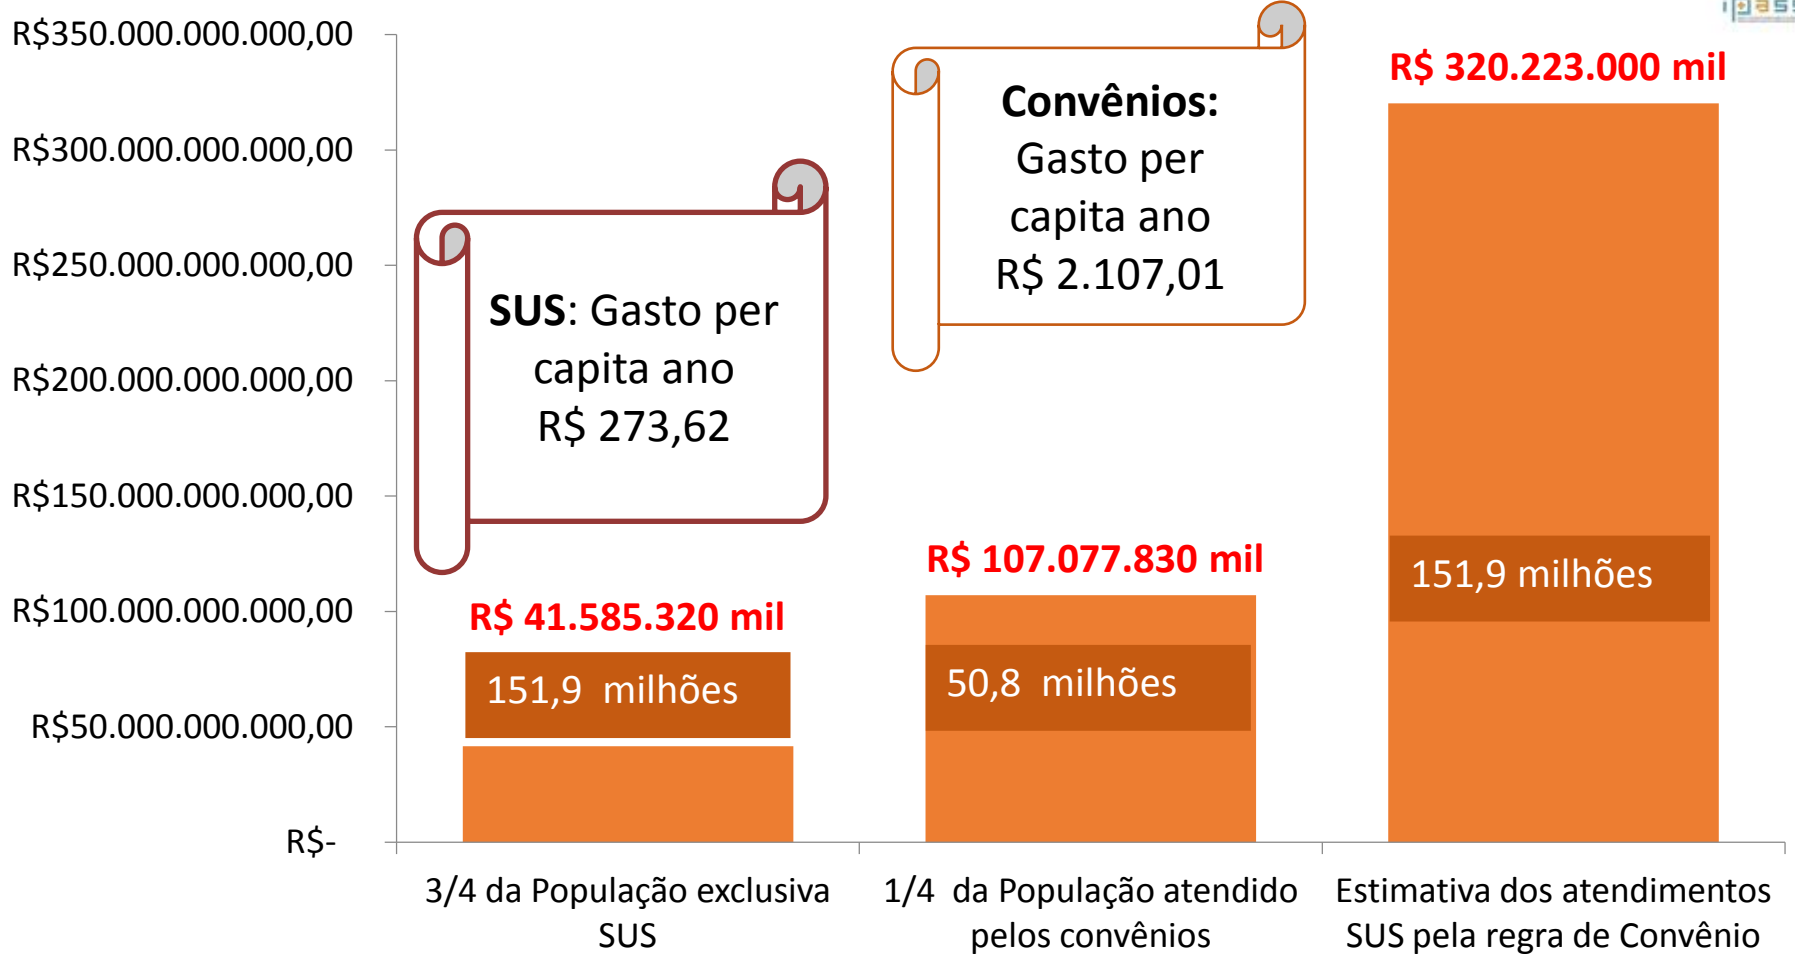 R$350.000.000.000,00
R$300.000.000.000,00
R$250.000.000.000,00
R$200.000.000.000,00
R$150.000.000.000,00
R$100.000.000.000,00
R$50.000.000.000,00
R$-
SUS: Gasto per
capita ano
R$ 273,62
Convênios:
Gasto per
capita ano
R$ 2.107,01
R$ 41.585.320 mil
151,9 milhões
R$ 107.077.830 mil
50,8 milhões
R$ 320.223.000 mil
151,9 milhões
3/4 da População exclusiva
SUS
1/4 da População atendido
pelos convênios
Estimativa dos atendimentos
SUS pela regra de Convênio